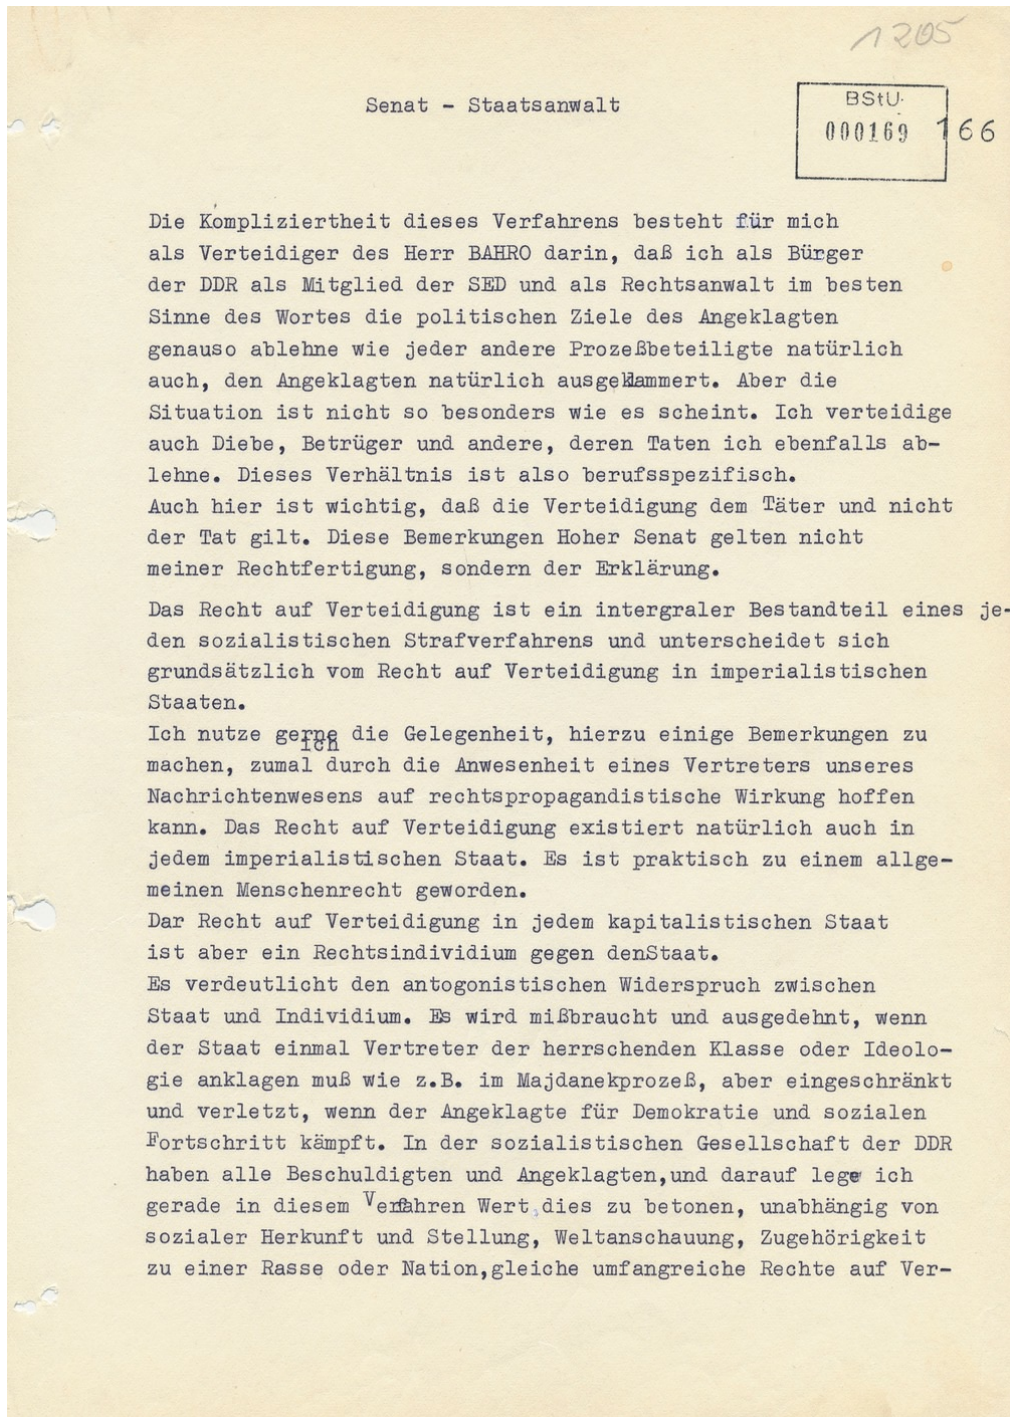 1205
Senat - Staatsanwalt
BStU
000169 166
Die Kompliziertheit dieses Verfahrens besteht für mich
als Verteidiger des Herr BAHRO darin, daß ich als Bürger
der DDR als Mitglied der SED und als Rechtsanwalt im besten
Sinne des Wortes die politischen Ziele des Angeklagten
genauso ablehne wie jeder andere Prozeßbeteiligte natürlich
auch, den Angeklagten natürlich ausgeklammert. Aber die
Situation ist nicht so besonders wie es scheint. Ich verteidige
auch Diebe, Betrüger und andere, deren Taten ich ebenfalls ab-
lehne. Dieses Verhältnis ist also berufsspezifisch.
Auch hier ist wichtig, daß die Verteidigung dem Täter und nicht
der Tat gilt. Diese Bemerkungen Hoher Senat gelten nicht
meiner Rechtfertigung, sondern der Erklärung.
Das Recht auf Verteidigung ist ein intergraler Bestandteil eines je-
den sozialistischen Strafverfahrens und unterscheidet sich
grundsätzlich vom Recht auf Verteidigung in imperialistischen
Staaten.
Ich nutze gerne die Gelegenheit, hierzu einige Bemerkungen zu
ich
machen, zumal durch die Anwesenheit eines Vertreters unseres
Nachrichtenwesens auf rechtspropagandistische Wirkung hoffen
kann. Das Recht auf Verteidigung existiert natürlich auch in
jedem imperialistischen Staat. Es ist praktisch zu einem allge-
meinen Menschenrecht geworden.
Dar Recht auf Verteidigung in jedem kapitalistischen Staat
ist aber ein Rechtsindividium gegen denStaat.
Es verdeutlicht den antogonistischen Widerspruch zwischen
Staat und Individium. Es wird mißbraucht und ausgedehnt, wenn
der Staat einmal Vertreter der herrschenden Klasse oder Ideolo-
gie anklagen muß wie z.B. im Majdanekprozeß, aber eingeschränkt
und verletzt, wenn der Angeklagte für Demokratie und sozialen
Fortschritt kämpft. In der sozialistischen Gesellschaft der DDR
haben alle Beschuldigten und Angeklagten,und darauf lege ich
gerade in diesem Verfahren Wert,dies zu betonen, unabhängig von
sozialer Herkunft und Stellung, Weltanschauung, Zugehörigkeit
zu einer Rasse oder Nation,gleiche umfangreiche Rechte auf Ver-